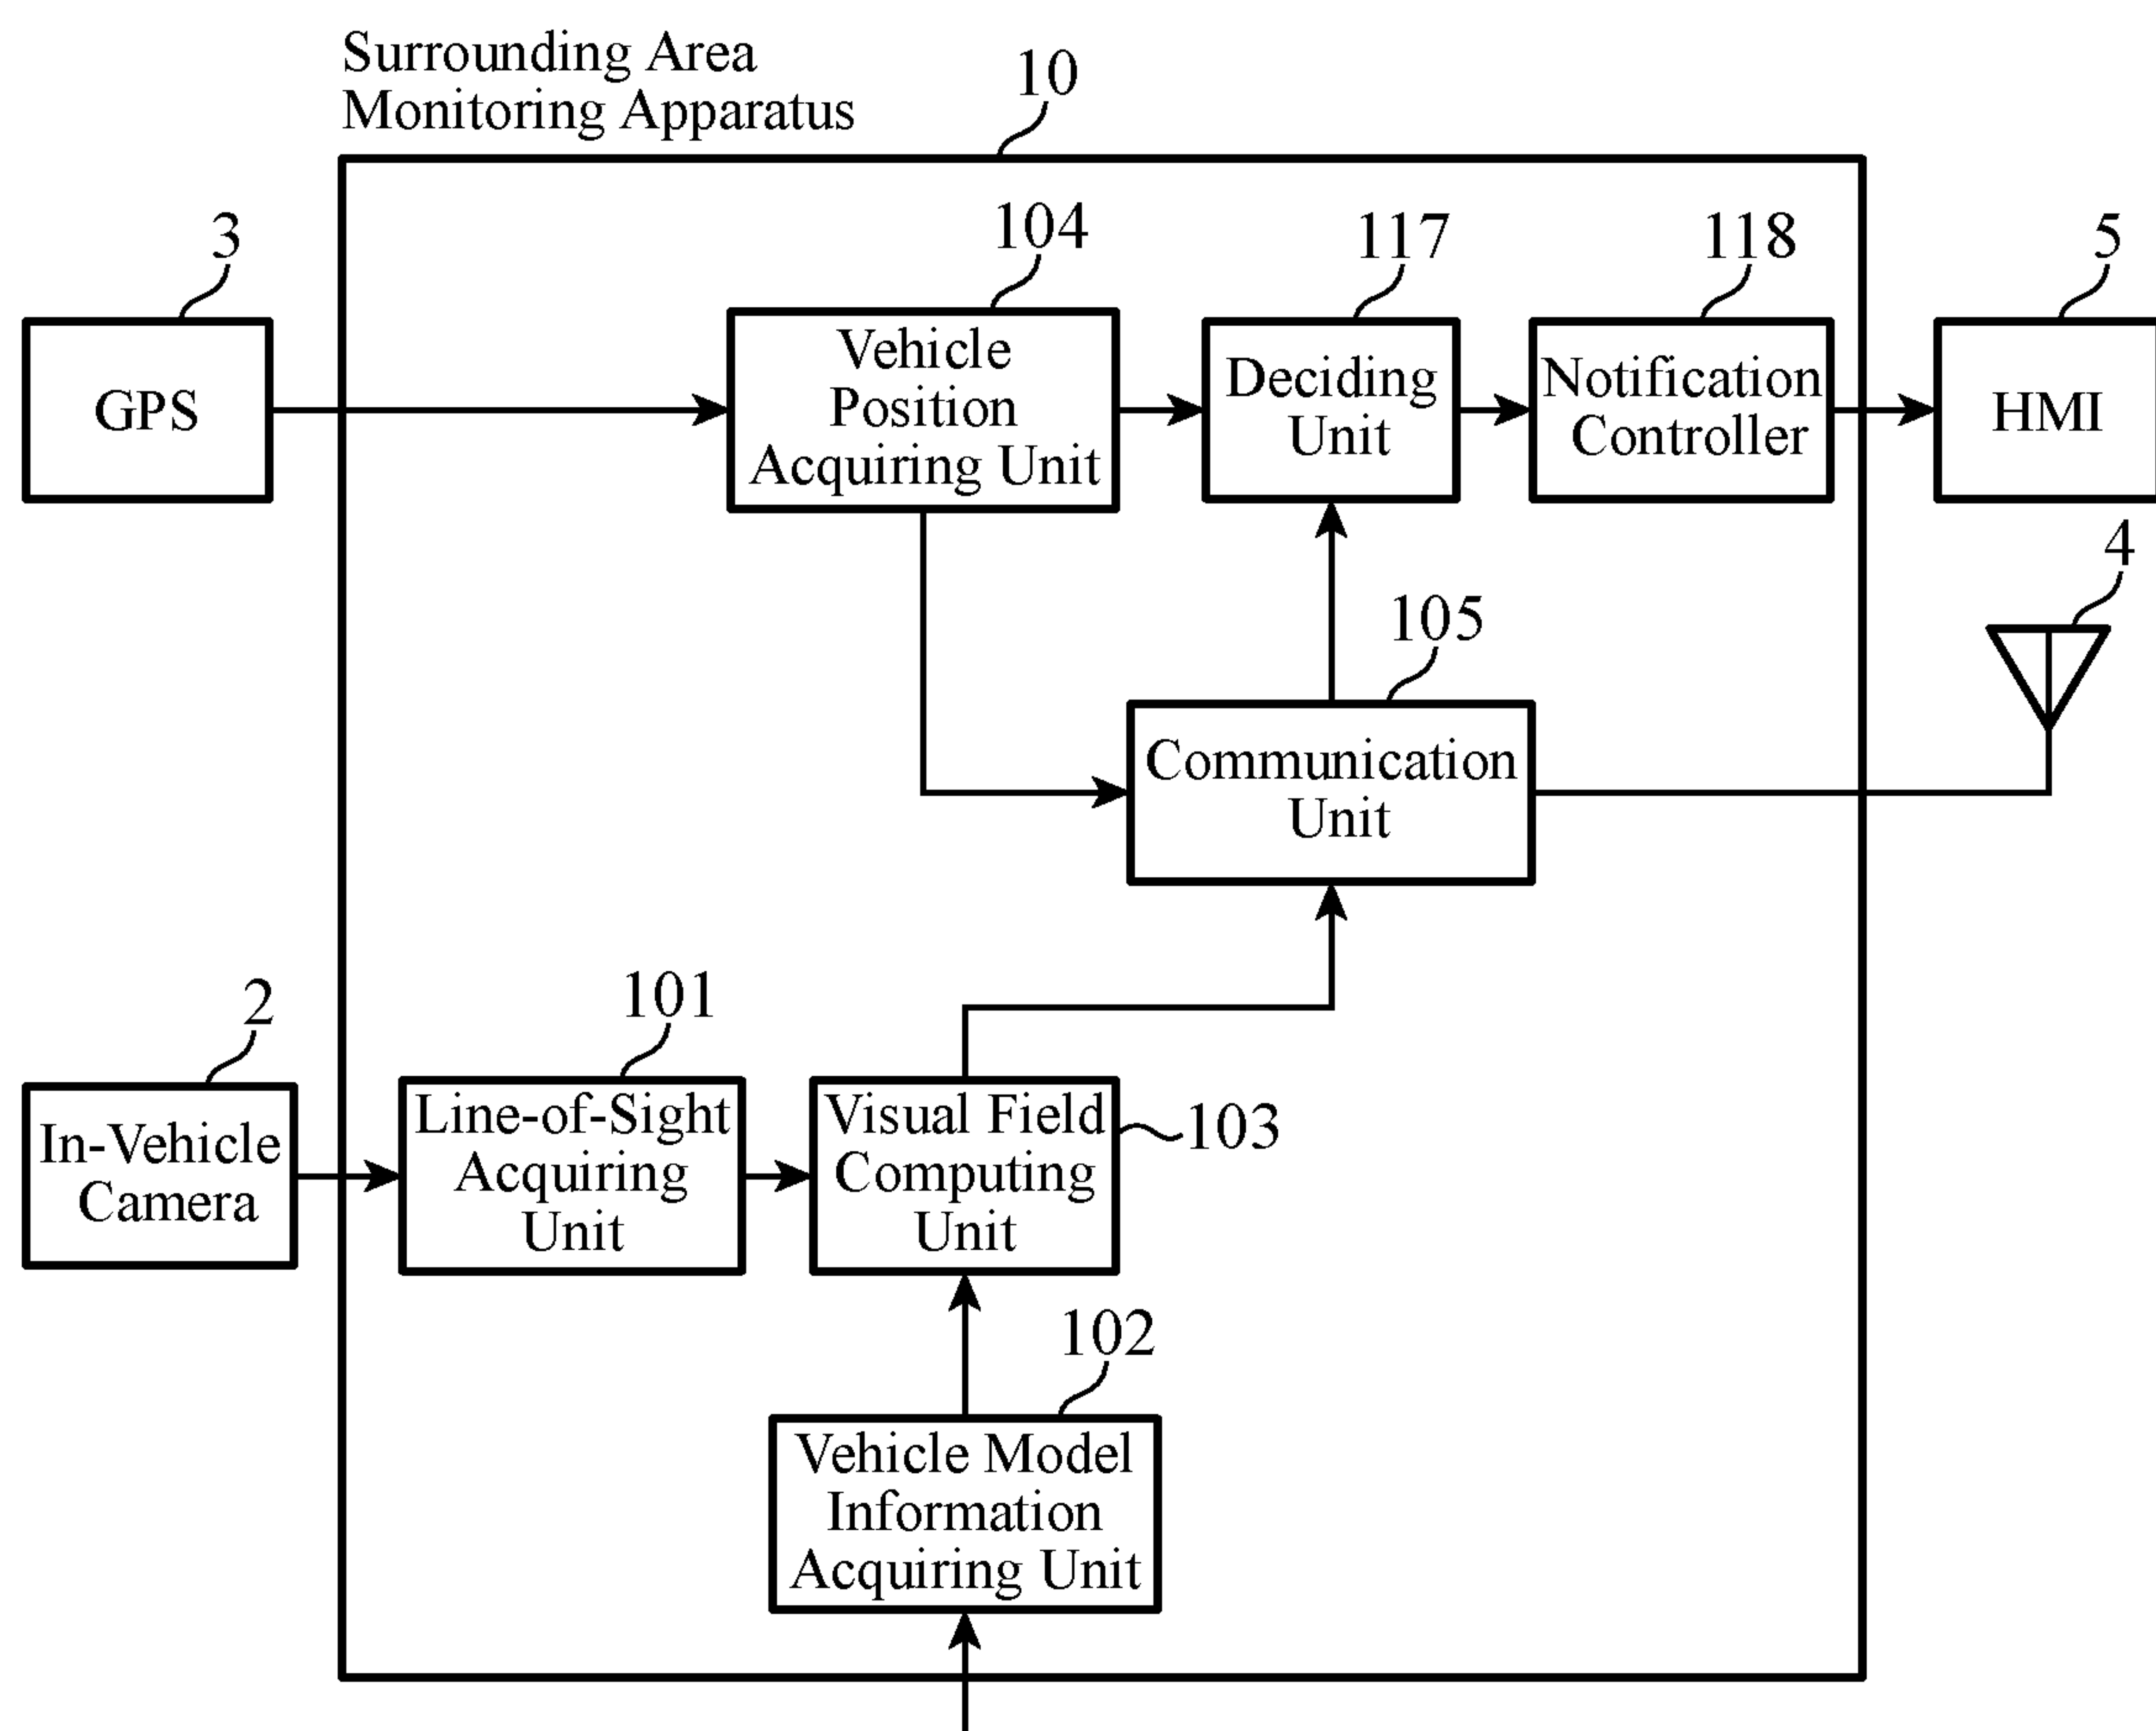 Surrounding Area
Monitoring Apparatus
10
3
104
117
118
5
GPS
Vehicle
Position
Acquiring Unit
Deciding
Unit
Notification
Controller
HMI
4
105
Communication
Unit
2
101
In-Vehicle
Camera
Line-of-Sight
Acquiring
Unit
Visual Field
Computing
Unit
103
102
Vehicle Model
Information
Acquiring Unit